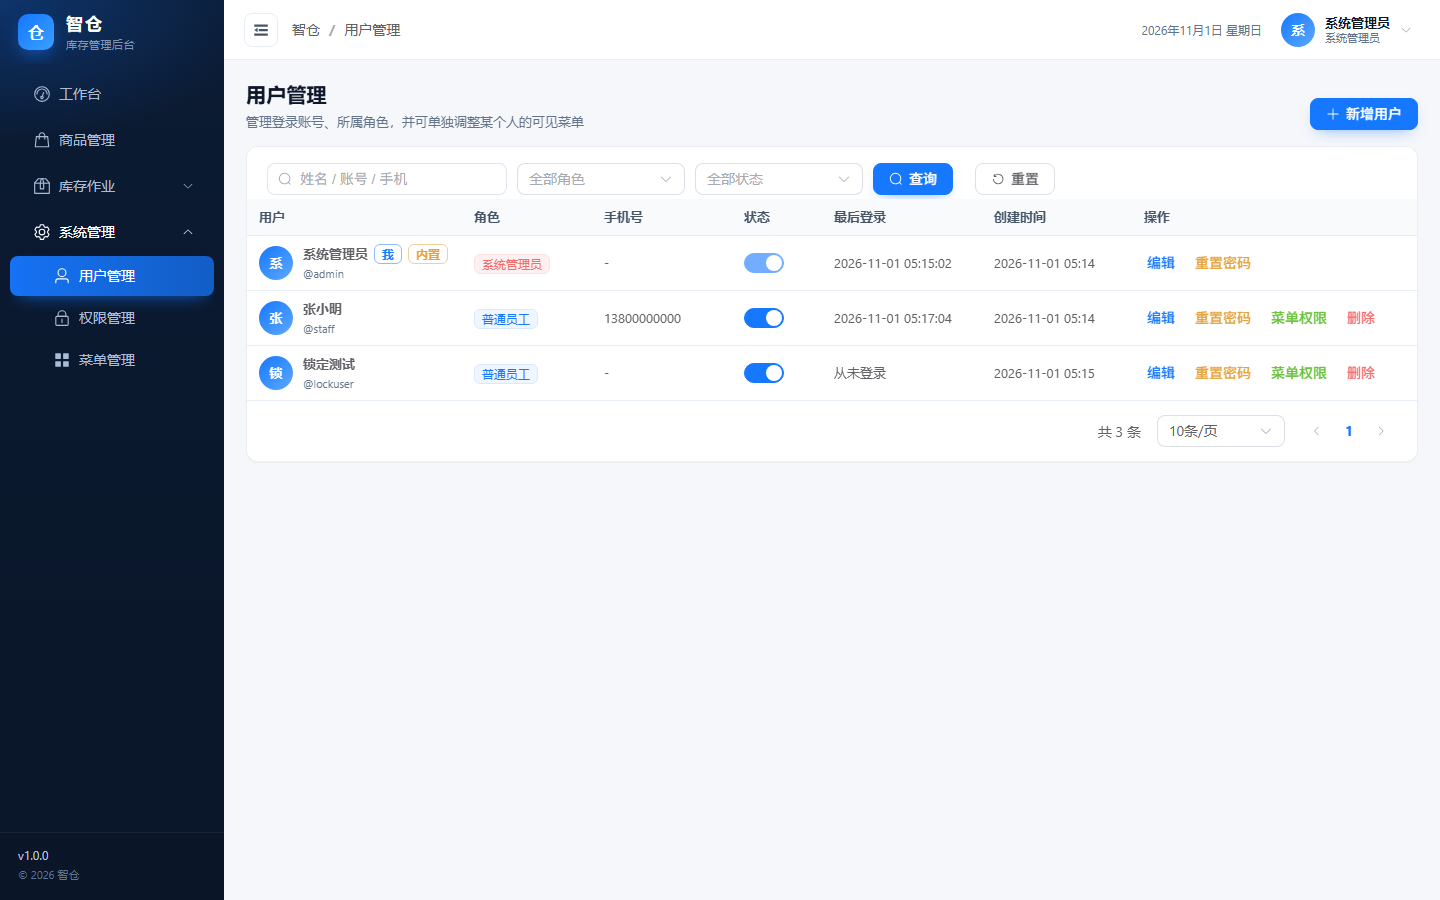 仓 智仓
库存管理后台
工作台
商品管理
库存作业
系统管理
用户管理
权限管理
菜单管理
v1.0.0
© 2026 智仓
智仓 / 用户管理
2026年11月1日 星期日
系 系统管理员
系统管理员
用户管理
管理登录账号、所属角色，并可单独调整某个人的可见菜单
新增用户
姓名 / 账号 / 手机 全部角色 全部状态 查询 重置
用户 角色 手机号 状态 最后登录 创建时间 操作
系 系统管理员 我 内置
@admin
系统管理员 - 2026-11-01 05:15:02 2026-11-01 05:14 编辑 重置密码
张 张小明
@staff
普通员工 13800000000 2026-11-01 05:17:04 2026-11-01 05:14 编辑 重置密码 菜单权限 删除
锁 锁定测试
@lockuser
普通员工 - 从未登录 2026-11-01 05:15 编辑 重置密码 菜单权限 删除
共 3 条 10条/页 1